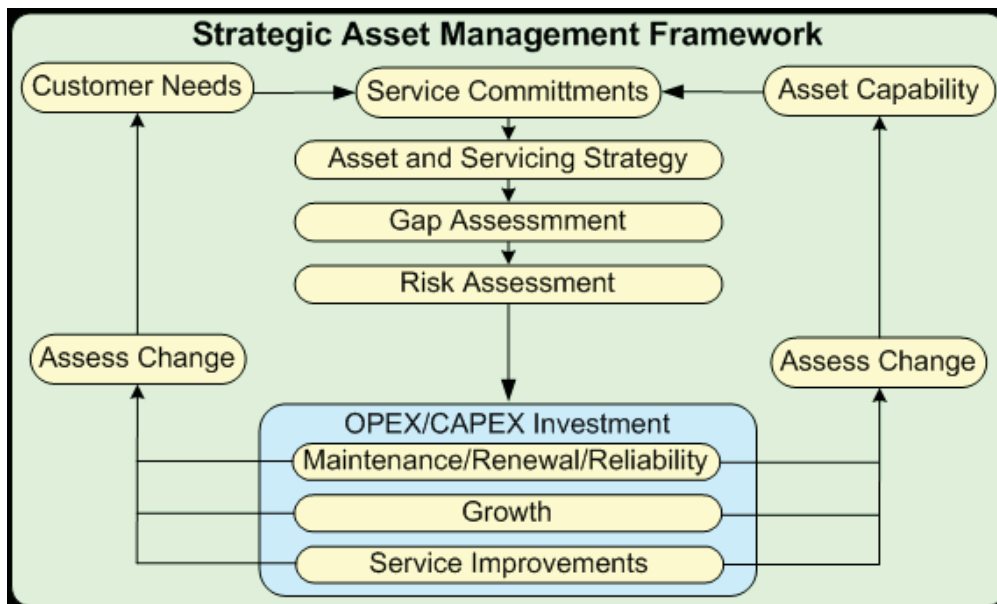 Strategic Asset Management Framework
Customer Needs
Service Committments
Asset Capability
Asset and Servicing Strategy
Gap Assessmment
Risk Assessment
Assess Change
Assess Change
OPEX/CAPEX Investment
Maintenance/Renewal/Reliability
Growth
Service Improvements